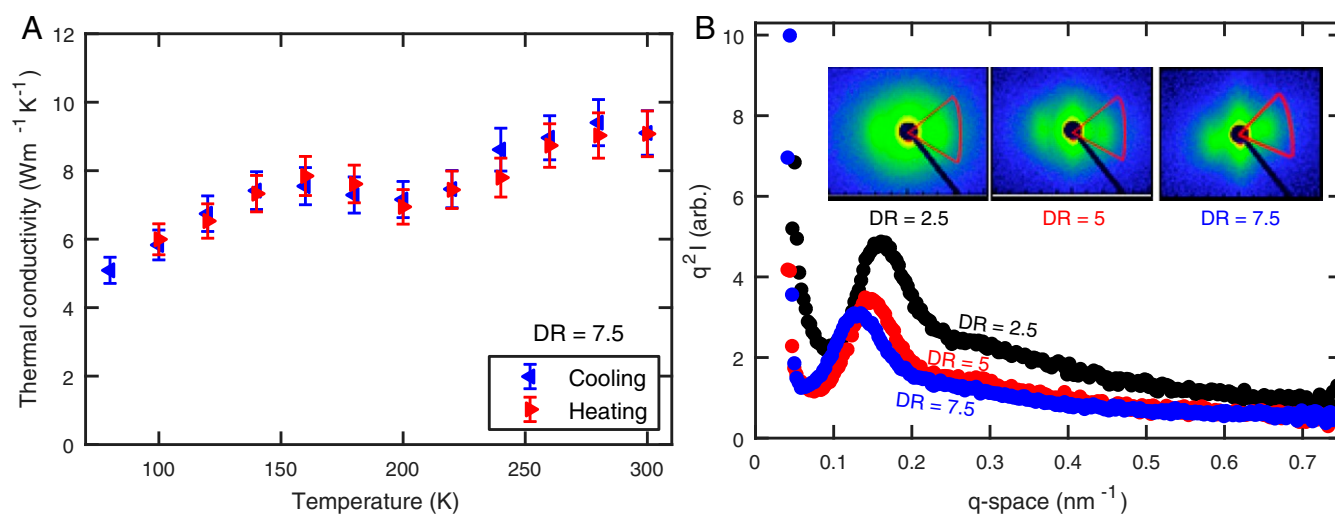 A
12
10
8
6
4
2
0
Thermal conductivity (Wm⁻¹K⁻¹)
100 150 200 250 300
Temperature (K)
DR = 7.5
Cooling
Heating
B
10
8
6
4
2
0
q² I (arb.)
DR = 2.5 DR = 5 DR = 7.5
DR = 2.5
DR = 5
DR = 7.5
0 0.1 0.2 0.3 0.4 0.5 0.6 0.7
q-space (nm⁻¹)